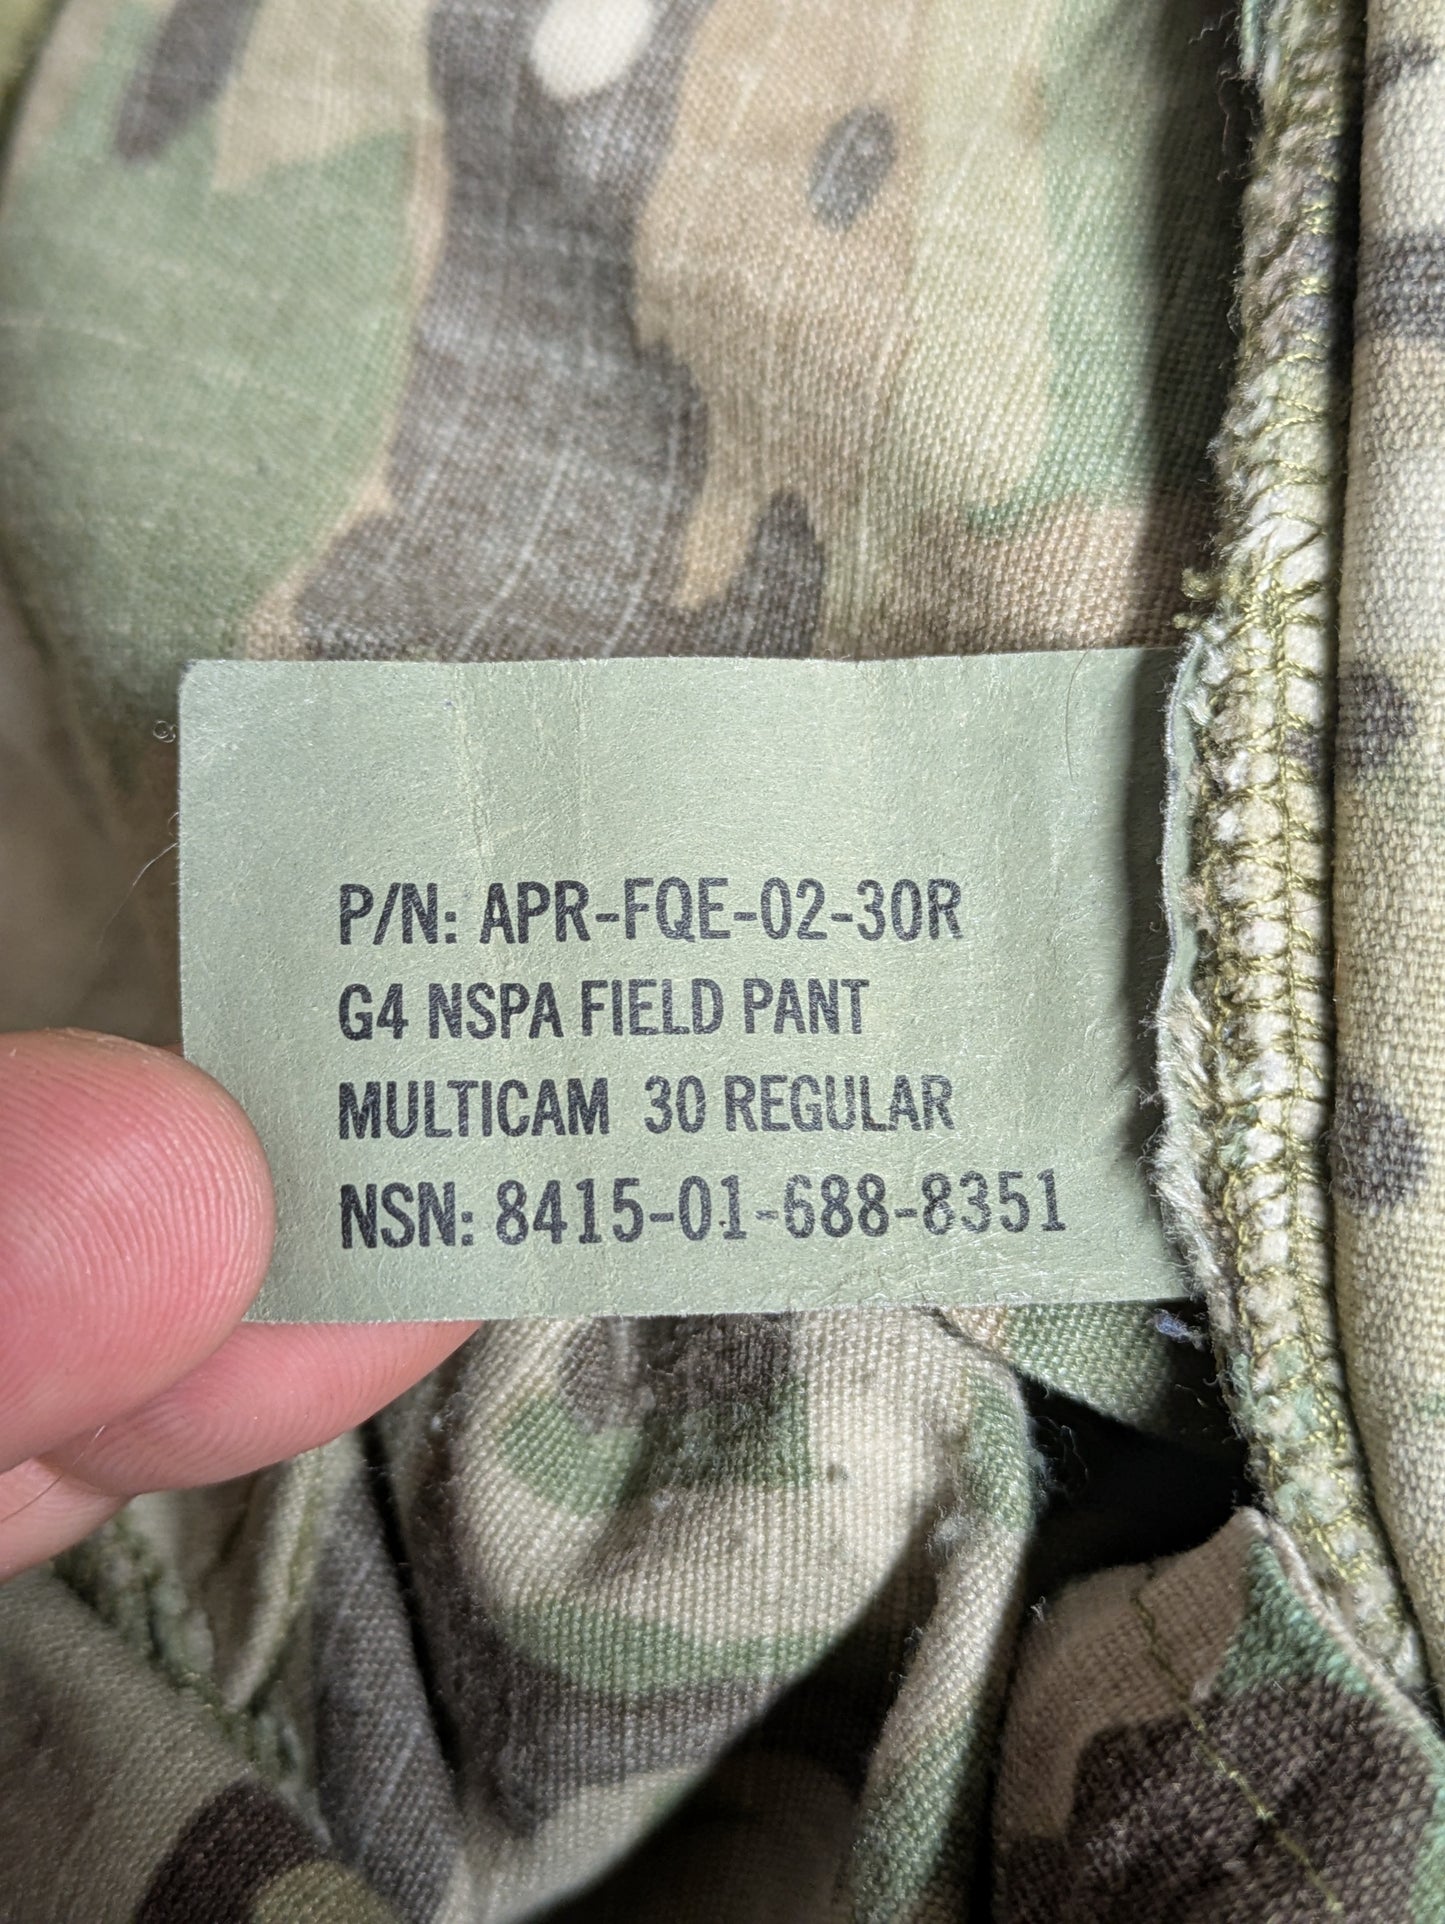 P/N: APR-FQE-02-30R
G4 NSPA FIELD PANT
MULTICAM 30 REGULAR
NSN: 8415-01-688-8351